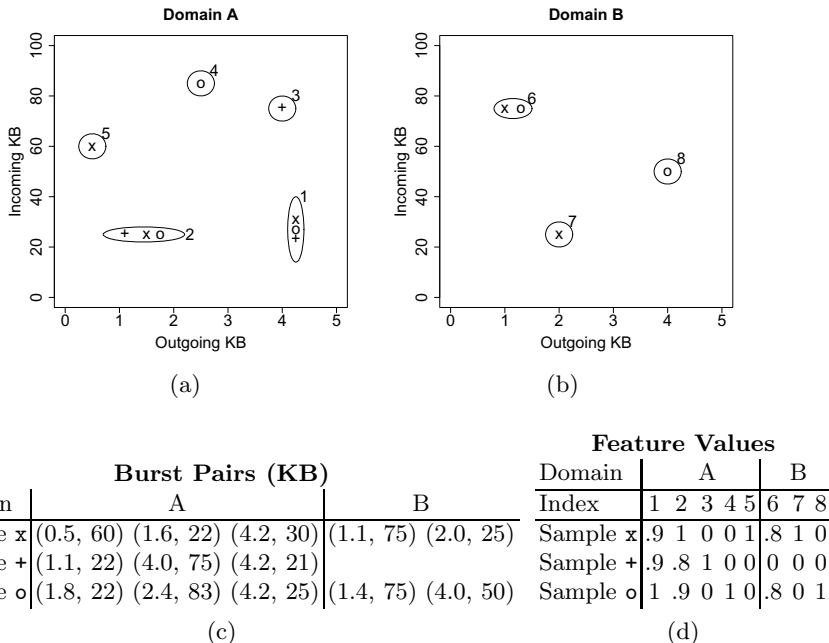 Domain A
Domain B
Incoming KB
0 20 40 60 80 100
0 1 2 3 4 5
Outgoing KB
x o + 1
+ x o 2
+ 3
o 4
x 5
(a)
Incoming KB
0 20 40 60 80 100
0 1 2 3 4 5
Outgoing KB
x o 6
x 7
o 8
(b)
Burst Pairs (KB)
n A B
e x (0.5, 60) (1.6, 22) (4.2, 30) (1.1, 75) (2.0, 25)
e + (1.1, 22) (4.0, 75) (4.2, 21)
e o (1.8, 22) (2.4, 83) (4.2, 25) (1.4, 75) (4.0, 50)
(c)
Feature Values
Domain A B
Index 1 2 3 4 5 6 7 8
Sample x .9 1 0 0 1 .8 1 0
Sample + .9 .8 1 0 0 0 0 0
Sample o 1 .9 0 1 0 .8 0 1
(d)